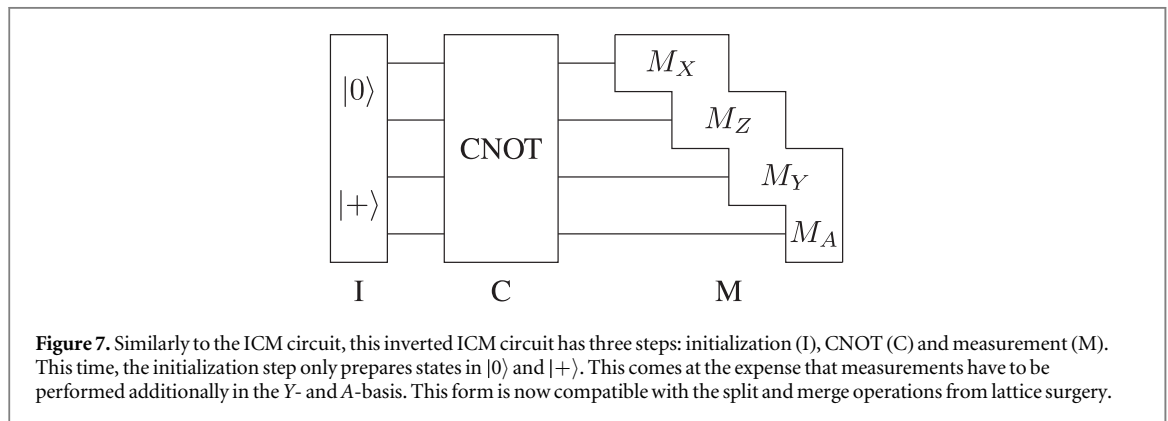 |0⟩
|+⟩
CNOT
M_X
M_Z
M_Y
M_A
I C M
Figure 7. Similarly to the ICM circuit, this inverted ICM circuit has three steps: initialization (I), CNOT (C) and measurement (M).
This time, the initialization step only prepares states in |0⟩ and |+⟩. This comes at the expense that measurements have to be
performed additionally in the Y- and A-basis. This form is now compatible with the split and merge operations from lattice surgery.